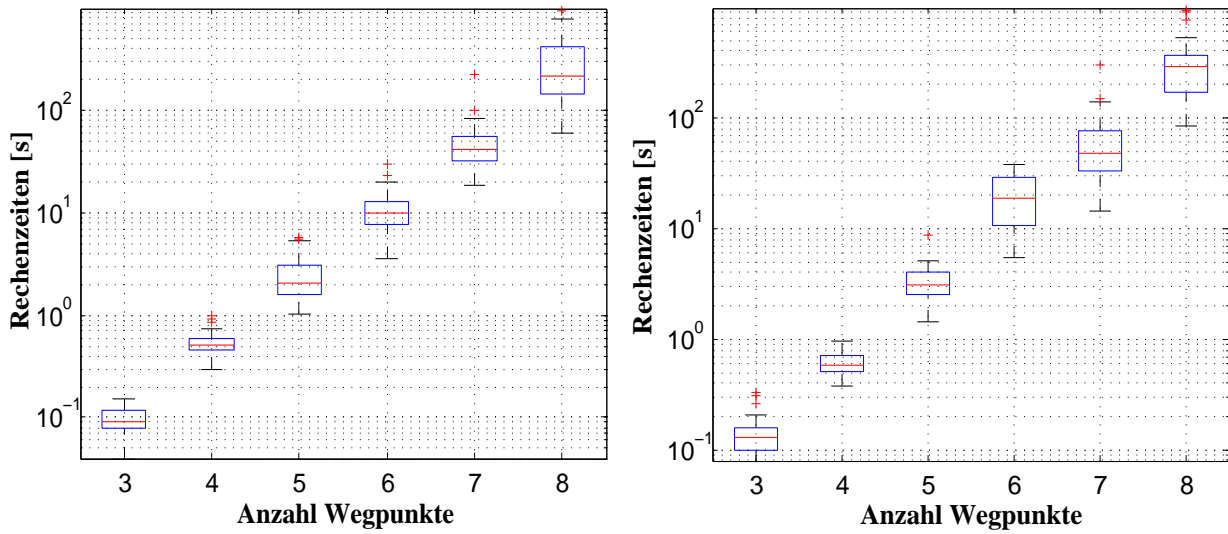 Rechenzeiten [s]
10^2
10^1
10^0
10^-1
3 4 5 6 7 8
Anzahl Wegpunkte
Rechenzeiten [s]
10^2
10^1
10^0
10^-1
3 4 5 6 7 8
Anzahl Wegpunkte